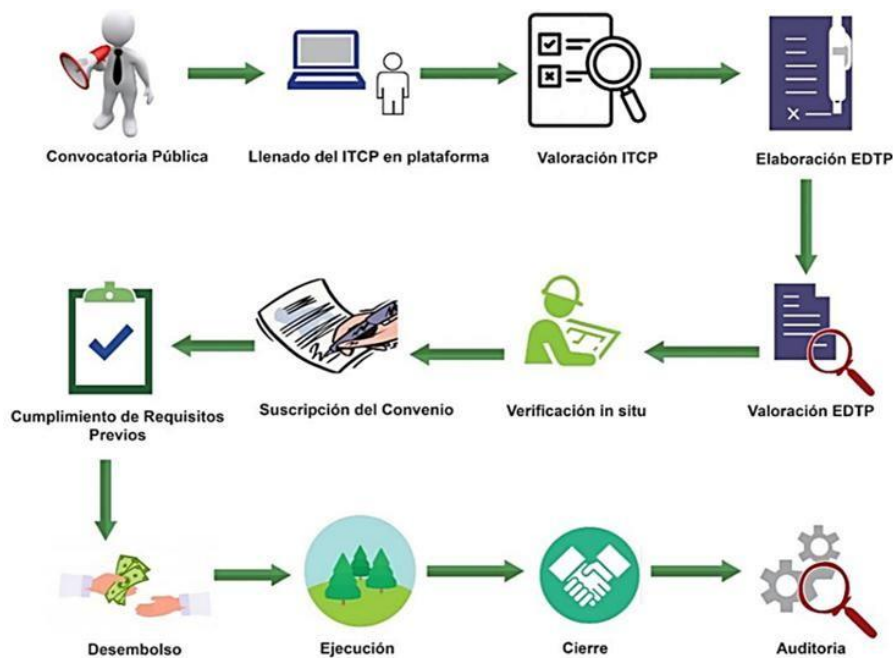 Convocatoria Pública
Llenado del ITCP en plataforma
Valoración ITCP
Elaboración EDTP
Valoración EDTP
Verificación in situ
Suscripción del Convenio
Cumplimiento de Requisitos
Previos
Desembolso
Ejecución
Cierre
Auditoria